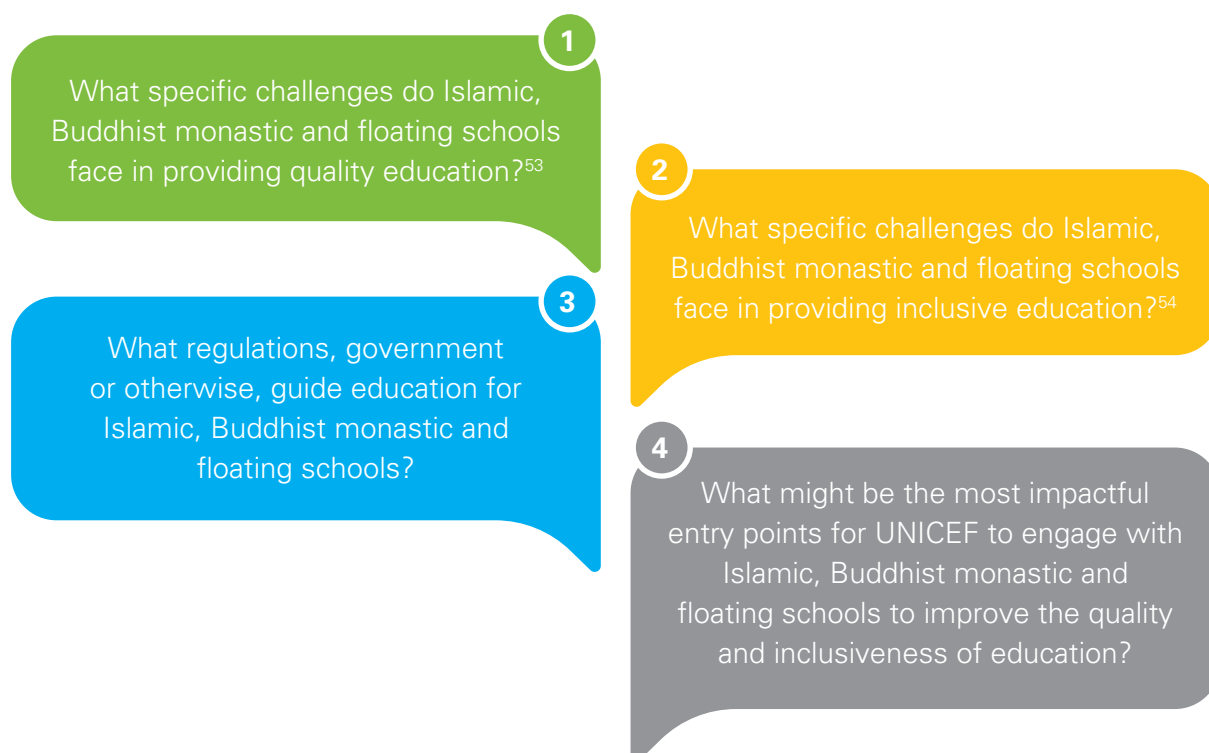 1
What specific challenges do Islamic,
Buddhist monastic and floating schools
face in providing quality education?⁵³
2
What specific challenges do Islamic,
Buddhist monastic and floating schools
face in providing inclusive education?⁵⁴
3
What regulations, government
or otherwise, guide education for
Islamic, Buddhist monastic and
floating schools?
4
What might be the most impactful
entry points for UNICEF to engage with
Islamic, Buddhist monastic and
floating schools to improve the quality
and inclusiveness of education?